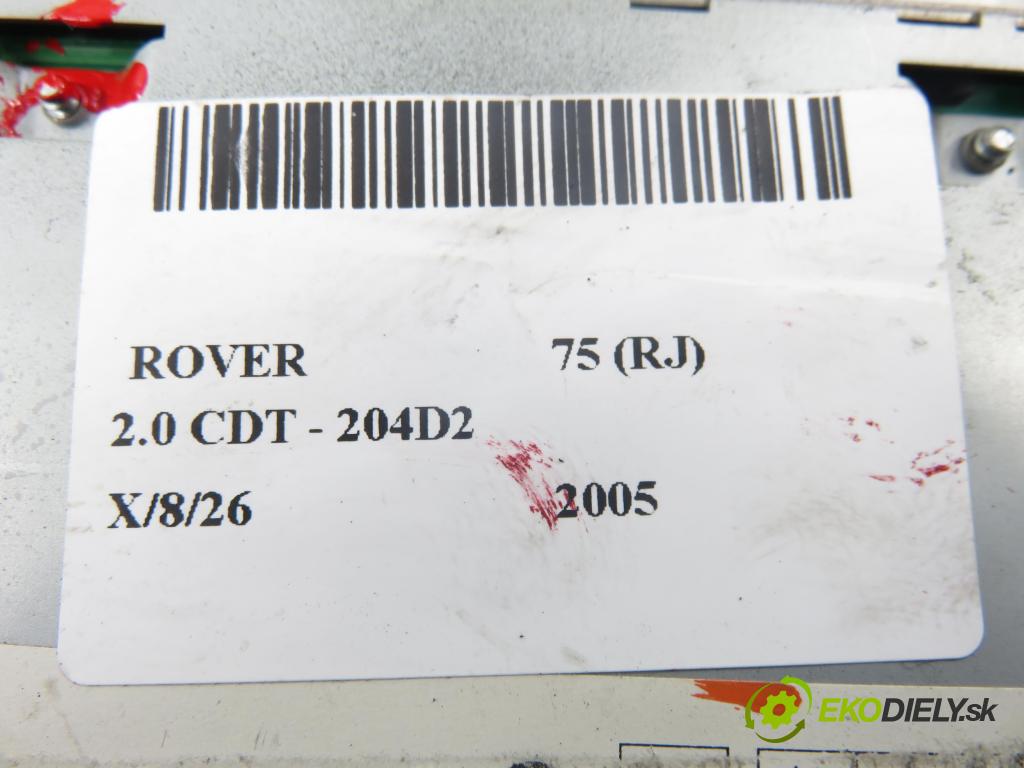 ROVER 75 (RJ)
2.0 CDT - 204D2
X/8/26 2005
EKODIELY.sk